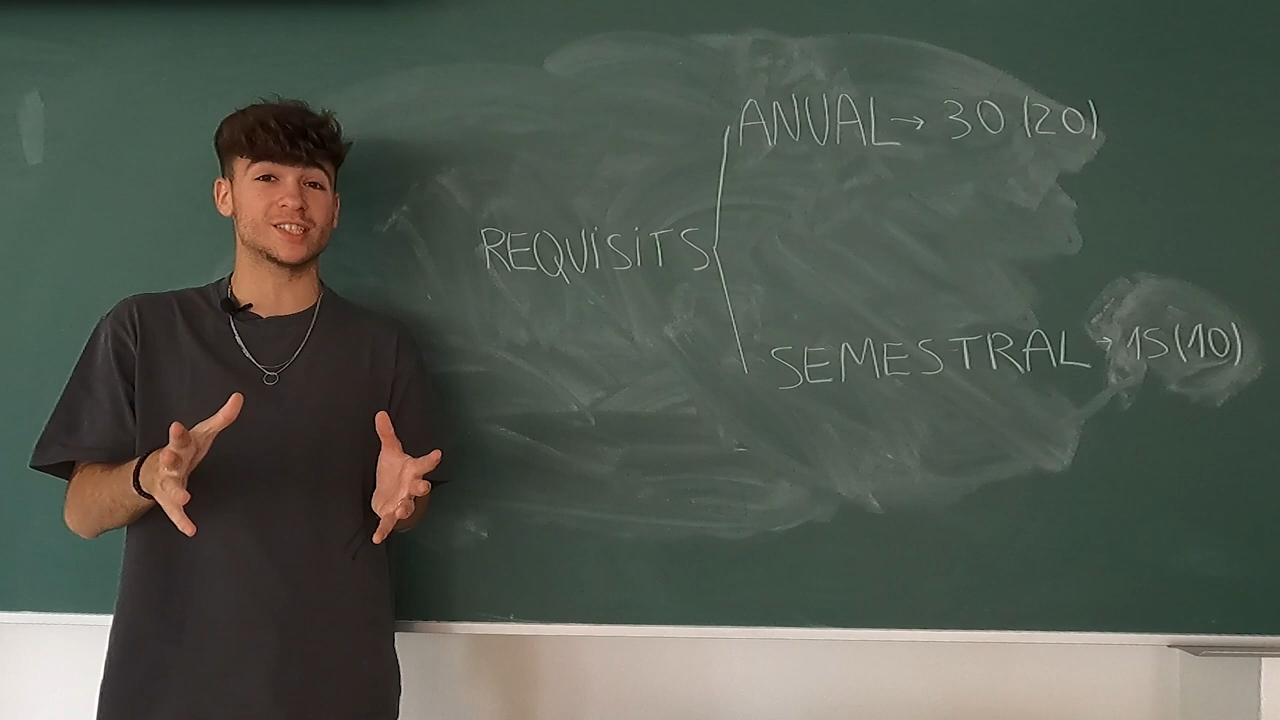 ANUAL → 30 (20)
REQUISITS
SEMESTRAL → 15 (10)